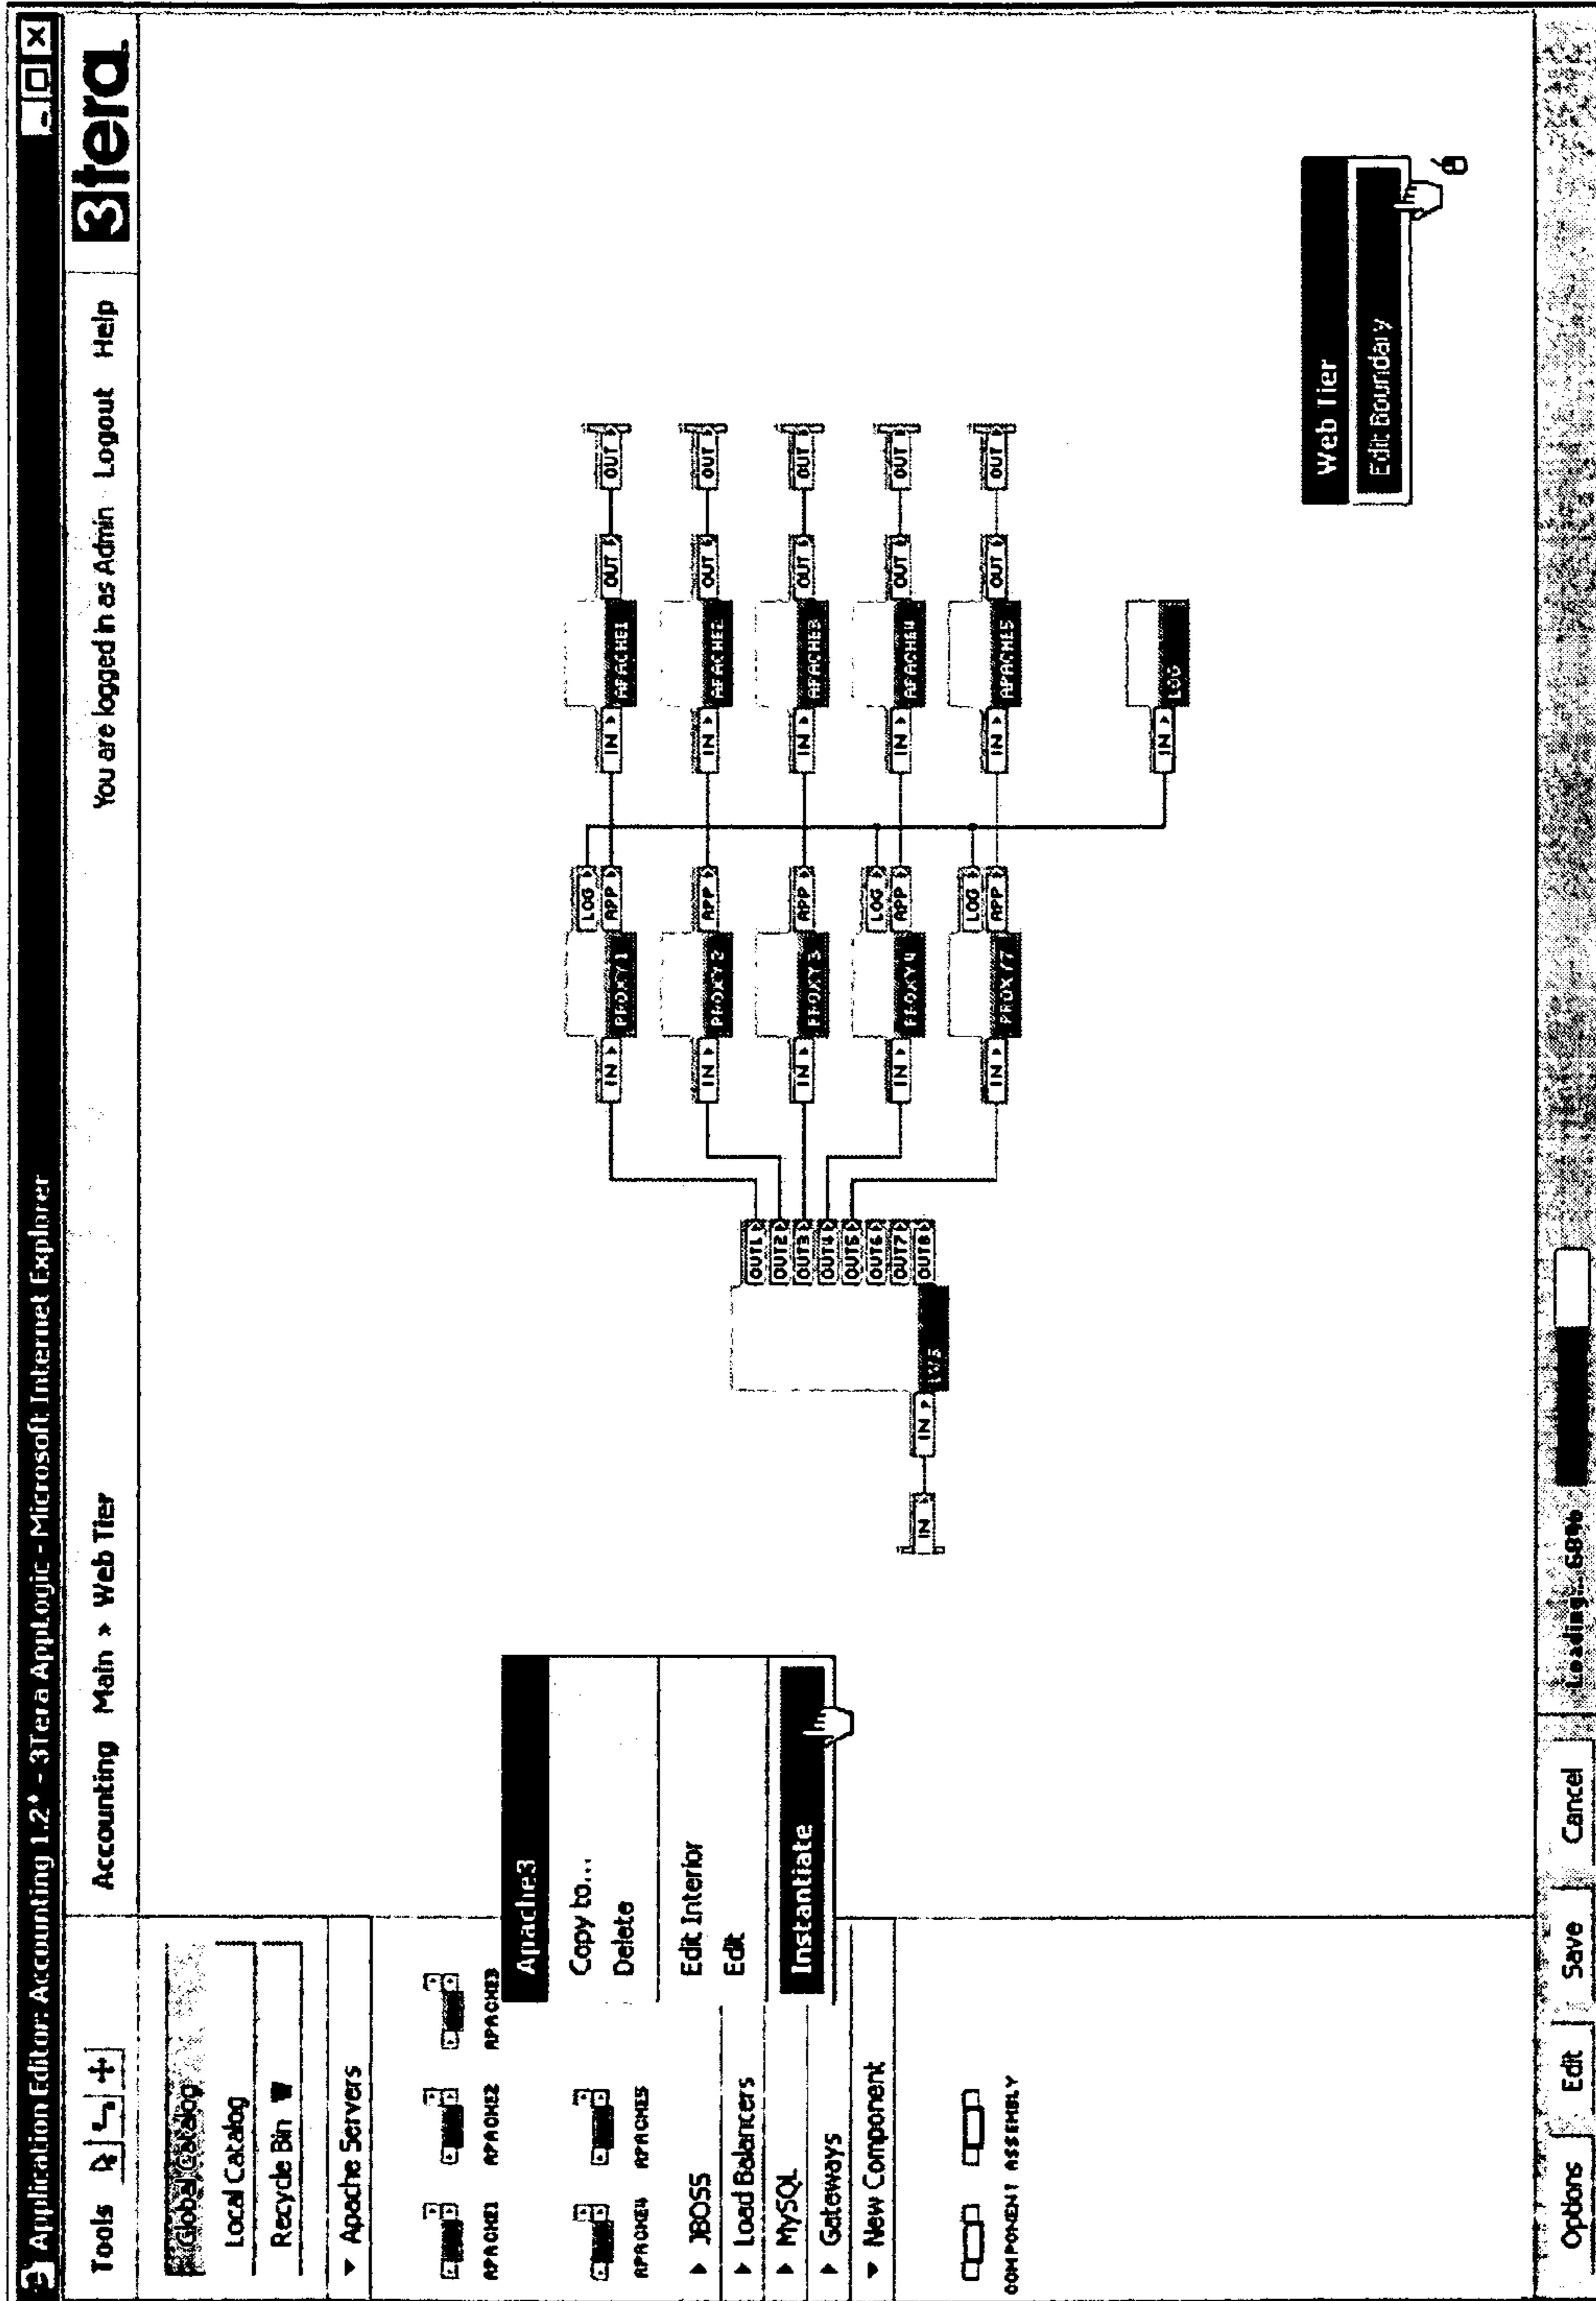 Application Editor: Accounting 1.2* - 3Tera AppLogic - Microsoft Internet Explorer
Tools
Accounting Main > Web Tier
You are logged in as Admin Logout Help
3tera
Global Catalog
Local Catalog
Recycle Bin
Apache Servers
APACHE1 APACHE2 APACHE3
APACHE4 APACHE5
JBOSS
Load Balancers
MySQL
Gateways
New Component
COMPONENT ASSEMBLY
Apache3
Copy to...
Delete
Edit Interior
Edit
Instantiate
IN
IN
OUT1
OUT2
OUT3
OUT4
OUT5
OUT6
OUT7
OUT8
LOG
IN PROXY1 APP IN APACHE1 OUT OUT
IN PROXY2 APP IN APACHE2 OUT OUT
IN PROXY3 APP IN APACHE3 OUT OUT
LOG
IN PROXY4 APP IN APACHE4 OUT OUT
LOG
IN PROXY7 APP IN APACHE5 OUT OUT
IN LOG
Web Tier
Edit Boundary
Options Edit Save Cancel
Loading... 68%